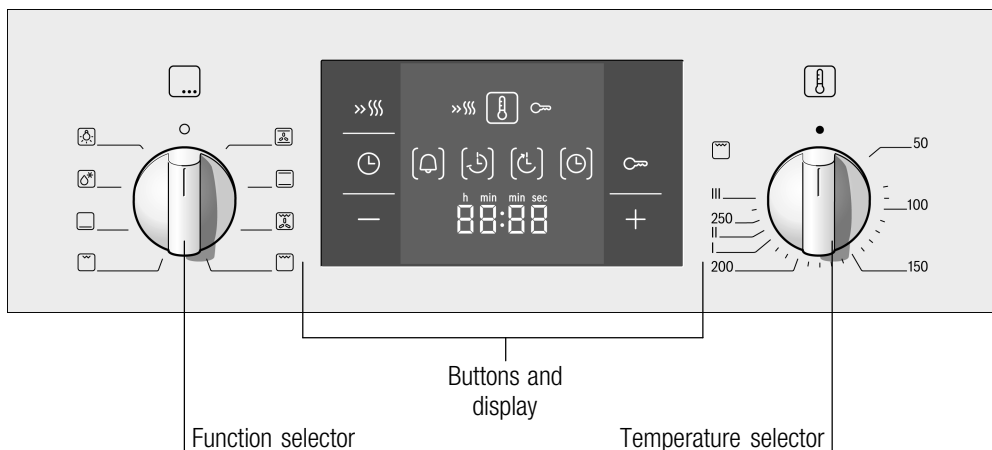 h min min sec
88:88
50
100
150
200
I
II
250
III
Buttons and
display
Function selector
Temperature selector